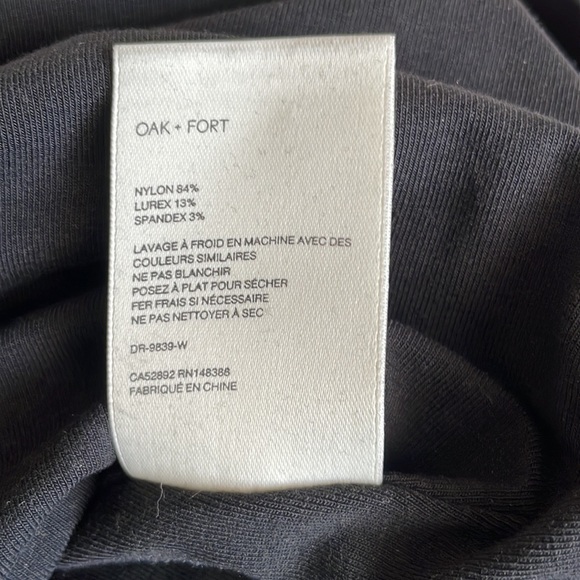 OAK + FORT
NYLON 84%
LUREX 13%
SPANDEX 3%
LAVAGE À FROID EN MACHINE AVEC DES
COULEURS SIMILAIRES
NE PAS BLANCHIR
POSEZ À PLAT POUR SÉCHER
FER FRAIS SI NÉCESSAIRE
NE PAS NETTOYER À SEC
DR-9839-W
CA52892 RN148386
FABRIQUÉ EN CHINE